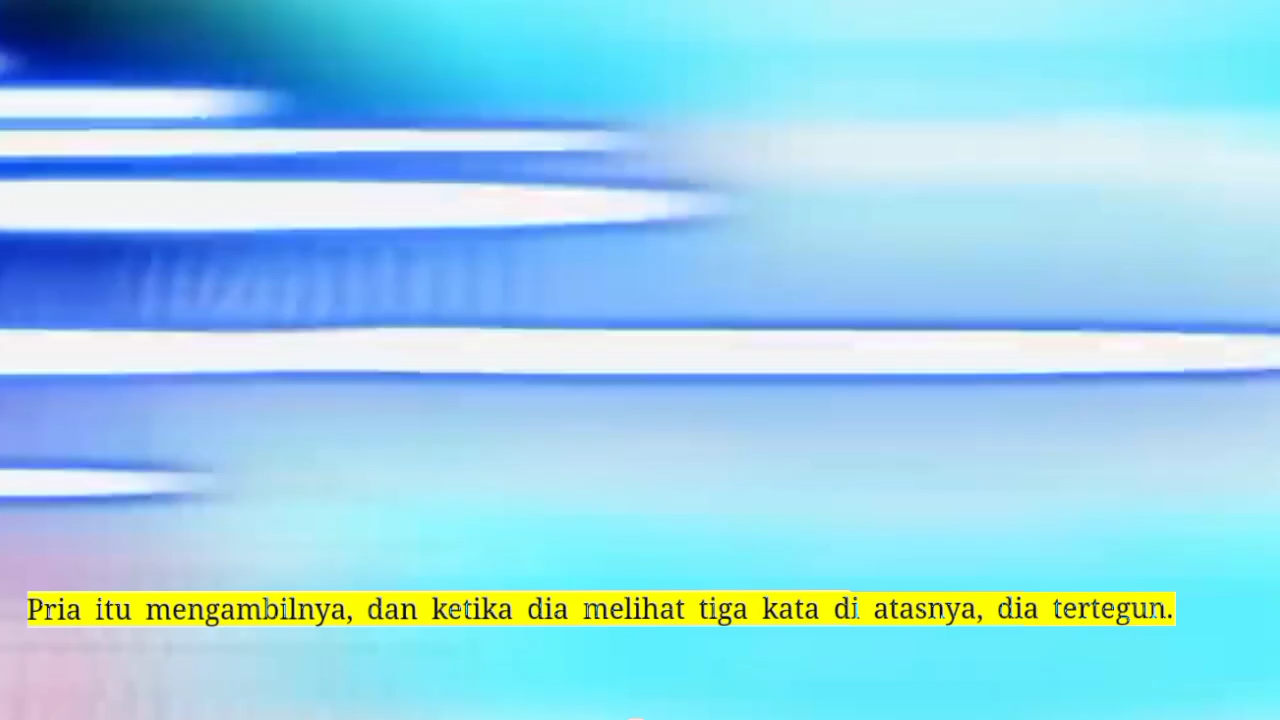 Pria itu mengambilnya, dan ketika dia melihat tiga kata di atasnya, dia tertegun.